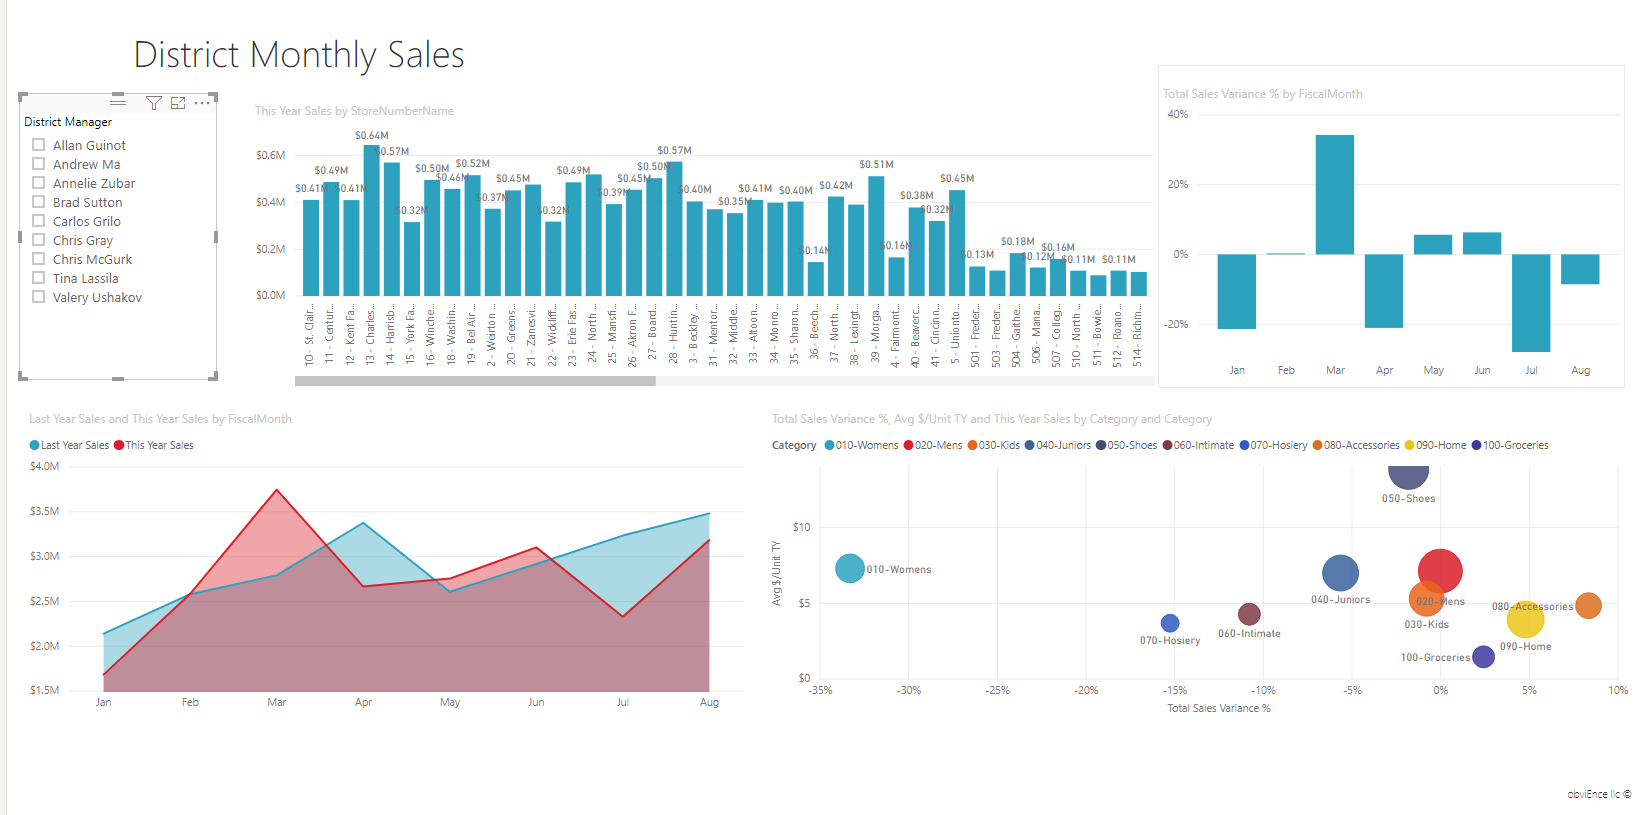 District Monthly Sales
District Manager
Allan Guinot
Andrew Ma
Annelie Zubar
Brad Sutton
Carlos Grilo
Chris Gray
Chris McGurk
Tina Lassila
Valery Ushakov
This Year Sales by StoreNumberName
$0.6M
$0.4M
$0.2M
$0.0M
$0.41M
$0.49M
$0.41M
$0.64M
$0.57M
$0.32M
$0.50M
$0.46M
$0.52M
$0.37M
$0.45M
$0.32M
$0.49M
$0.39M
$0.45M
$0.50M
$0.57M
$0.40M
$0.35M
$0.41M
$0.40M
$0.14M
$0.42M
$0.51M
$0.16M
$0.38M
$0.32M
$0.45M
$0.13M
$0.18M
$0.12M
$0.16M
$0.11M
$0.11M
10 - St. Clair...
11 - Centur...
12 - Kent Fa...
13 - Charles...
14 - Harrisb...
15 - York Fa...
16 - Winche...
18 - Washin...
19 - Bel Air ...
2 - Weirton ...
20 - Greens...
21 - Zanesvi...
22 - Wickliff...
23 - Erie Fas...
24 - North ...
25 - Mansfi...
26 - Akron F...
27 - Board...
28 - Huntin...
3 - Beckley ...
31 - Mentor...
32 - Middle...
33 - Altoon...
34 - Monro...
35 - Sharon...
36 - Beech...
37 - North ...
38 - Lexingt...
39 - Morga...
4 - Fairmont...
40 - Beaverc...
41 - Cincinn...
5 - Unionto...
501 - Freder...
503 - Freder...
504 - Gaithe...
506 - Mana...
507 - Colleg...
510 - North...
511 - Bowie...
512 - Roano...
514 - Richm...
Total Sales Variance % by FiscalMonth
40%
20%
0%
-20%
Jan Feb Mar Apr May Jun Jul Aug
Last Year Sales and This Year Sales by FiscalMonth
Last Year Sales This Year Sales
$4.0M
$3.5M
$3.0M
$2.5M
$2.0M
$1.5M
Jan Feb Mar Apr May Jun Jul Aug
Total Sales Variance %, Avg $/Unit TY and This Year Sales by Category and Category
Category 010-Womens 020-Mens 030-Kids 040-Juniors 050-Shoes 060-Intimate 070-Hosiery 080-Accessories 090-Home 100-Groceries
Avg $/Unit TY
$10
$5
$0
050-Shoes
010-Womens
040-Juniors
020-Mens
080-Accessories
030-Kids
060-Intimate
070-Hosiery
090-Home
100-Groceries
-35% -30% -25% -20% -15% -10% -5% 0% 5% 10%
Total Sales Variance %
obviEnce llc ©